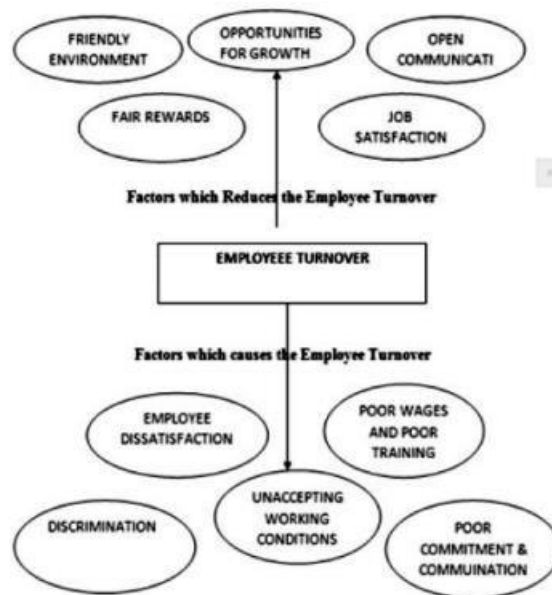 FRIENDLY
ENVIRONMENT
OPPORTUNITIES
FOR GROWTH
OPEN
COMMUNICATI
FAIR REWARDS
JOB
SATISFACTION
Factors which Reduces the Employee Turnover
EMPLOYEEE TURNOVER
Factors which causes the Employee Turnover
EMPLOYEE
DISSATISFACTION
POOR WAGES
AND POOR
TRAINING
DISCRIMINATION
UNACCEPTING
WORKING
CONDITIONS
POOR
COMMITMENT &
COMMUINATION